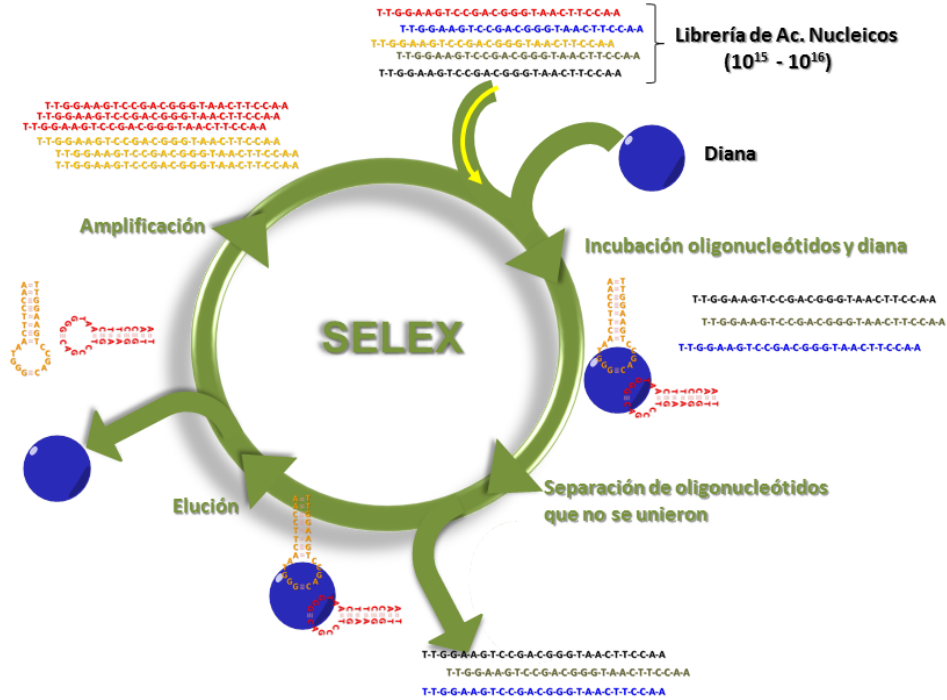 T-T-G-G-A-A-G-T-C-C-G-A-C-G-G-G-T-A-A-C-T-T-C-C-A-A
T-T-G-G-A-A-G-T-C-C-G-A-C-G-G-G-T-A-A-C-T-T-C-C-A-A
T-T-G-G-A-A-G-T-C-C-G-A-C-G-G-G-T-A-A-C-T-T-C-C-A-A
T-T-G-G-A-A-G-T-C-C-G-A-C-G-G-G-T-A-A-C-T-T-C-C-A-A
T-T-G-G-A-A-G-T-C-C-G-A-C-G-G-G-T-A-A-C-T-T-C-C-A-A
Librería de Ac. Nucleicos
(10¹⁵ - 10¹⁶)
Diana
T-T-G-G-A-A-G-T-C-C-G-A-C-G-G-G-T-A-A-C-T-T-C-C-A-A
T-T-G-G-A-A-G-T-C-C-G-A-C-G-G-G-T-A-A-C-T-T-C-C-A-A
T-T-G-G-A-A-G-T-C-C-G-A-C-G-G-G-T-A-A-C-T-T-C-C-A-A
T-T-G-G-A-A-G-T-C-C-G-A-C-G-G-G-T-A-A-C-T-T-C-C-A-A
T-T-G-G-A-A-G-T-C-C-G-A-C-G-G-G-T-A-A-C-T-T-C-C-A-A
T-T-G-G-A-A-G-T-C-C-G-A-C-G-G-G-T-A-A-C-T-T-C-C-A-A
Amplificación
Incubación oligonucleótidos y diana
T-T-G-G-A-A-G-T-C-C-G-A-C-G-G-G-T-A-A-C-T-T-C-C-A-A
T-T-G-G-A-A-G-T-C-C-G-A-C-G-G-G-T-A-A-C-T-T-C-C-A-A
T-T-G-G-A-A-G-T-C-C-G-A-C-G-G-G-T-A-A-C-T-T-C-C-A-A
SELEX
Separación de oligonucleótidos
que no se unieron
Elución
T-T-G-G-A-A-G-T-C-C-G-A-C-G-G-G-T-A-A-C-T-T-C-C-A-A
T-T-G-G-A-A-G-T-C-C-G-A-C-G-G-G-T-A-A-C-T-T-C-C-A-A
T-T-G-G-A-A-G-T-C-C-G-A-C-G-G-G-T-A-A-C-T-T-C-C-A-A